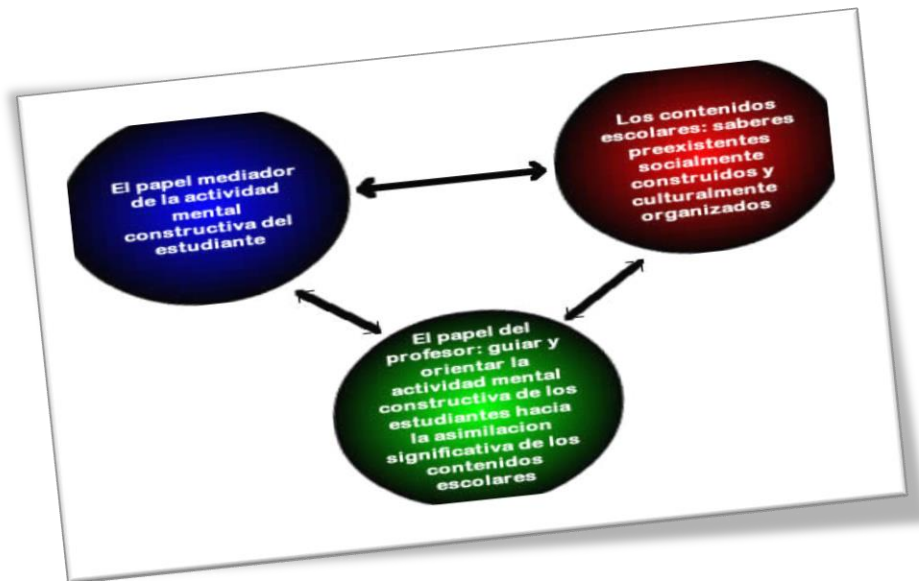 El papel mediador
de la actividad
mental
constructiva del
estudiante
Los contenidos
escolares: saberes
preexistentes
socialmente
construidos y
culturalmente
organizados
El papel del
profesor: guiar y
orientar la
actividad mental
constructiva de los
estudiantes hacia
la asimilacion
significativa de los
contenidos
escolares